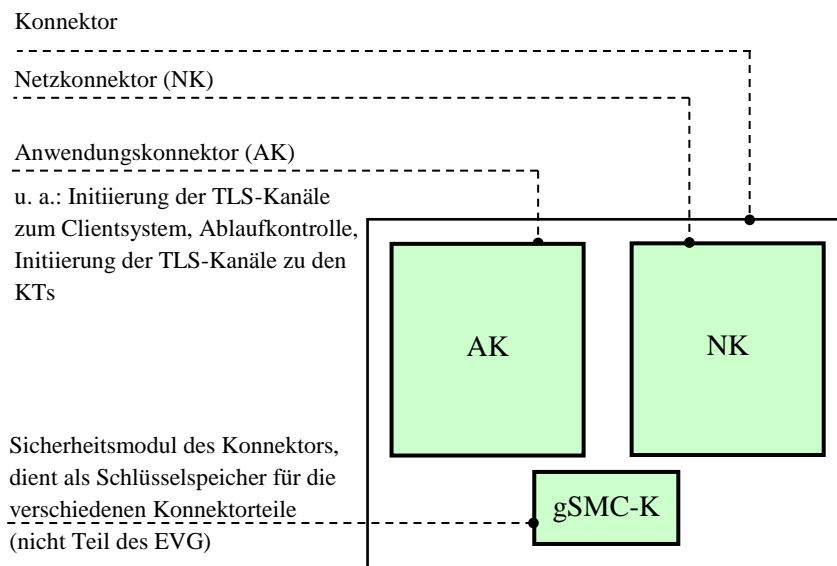 Konnektor
Netzkonnektor (NK)
Anwendungskonnektor (AK)
u. a.: Initiierung der TLS-Kanäle
zum Clientsystem, Ablaufkontrolle,
Initiierung der TLS-Kanäle zu den
KTs
AK
NK
Sicherheitsmodul des Konnektors,
dient als Schlüsselspeicher für die
verschiedenen Konnektorteile
(nicht Teil des EVG)
gSMC-K